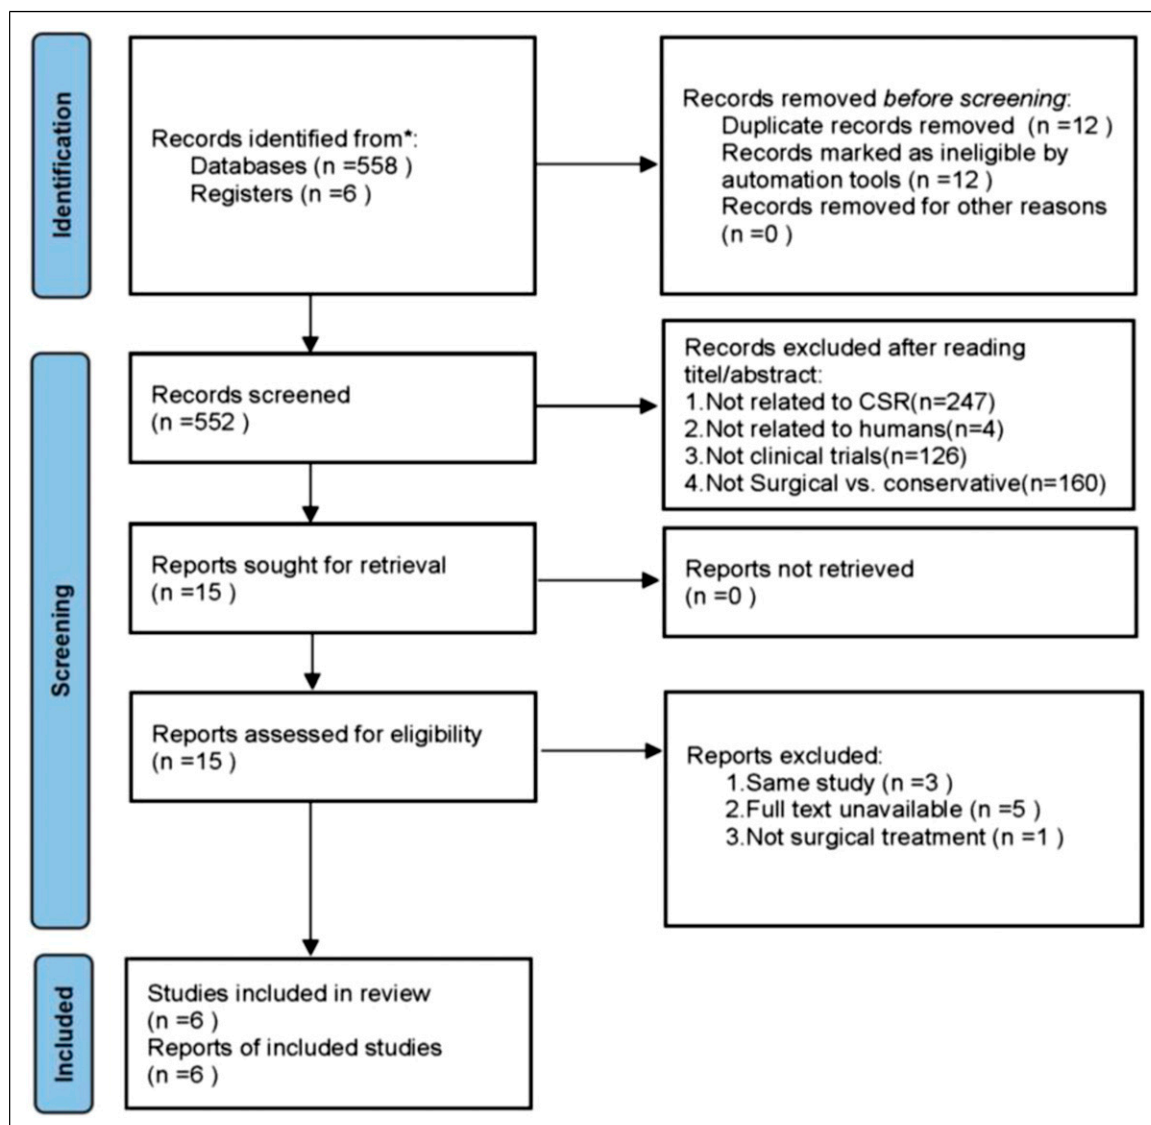 Identification
Records identified from*:
Databases (n =558 )
Registers (n =6 )
Records removed before screening:
Duplicate records removed (n =12 )
Records marked as ineligible by
automation tools (n =12 )
Records removed for other reasons
(n =0 )
Screening
Records screened
(n =552 )
Records excluded after reading
titel/abstract:
1.Not related to CSR(n=247)
2.Not related to humans(n=4)
3.Not clinical trials(n=126)
4.Not Surgical vs. conservative(n=160)
Reports sought for retrieval
(n =15 )
Reports not retrieved
(n =0 )
Reports assessed for eligibility
(n =15 )
Reports excluded:
1.Same study (n =3 )
2.Full text unavailable (n =5 )
3.Not surgical treatment (n =1 )
Included
Studies included in review
(n =6 )
Reports of included studies
(n =6 )